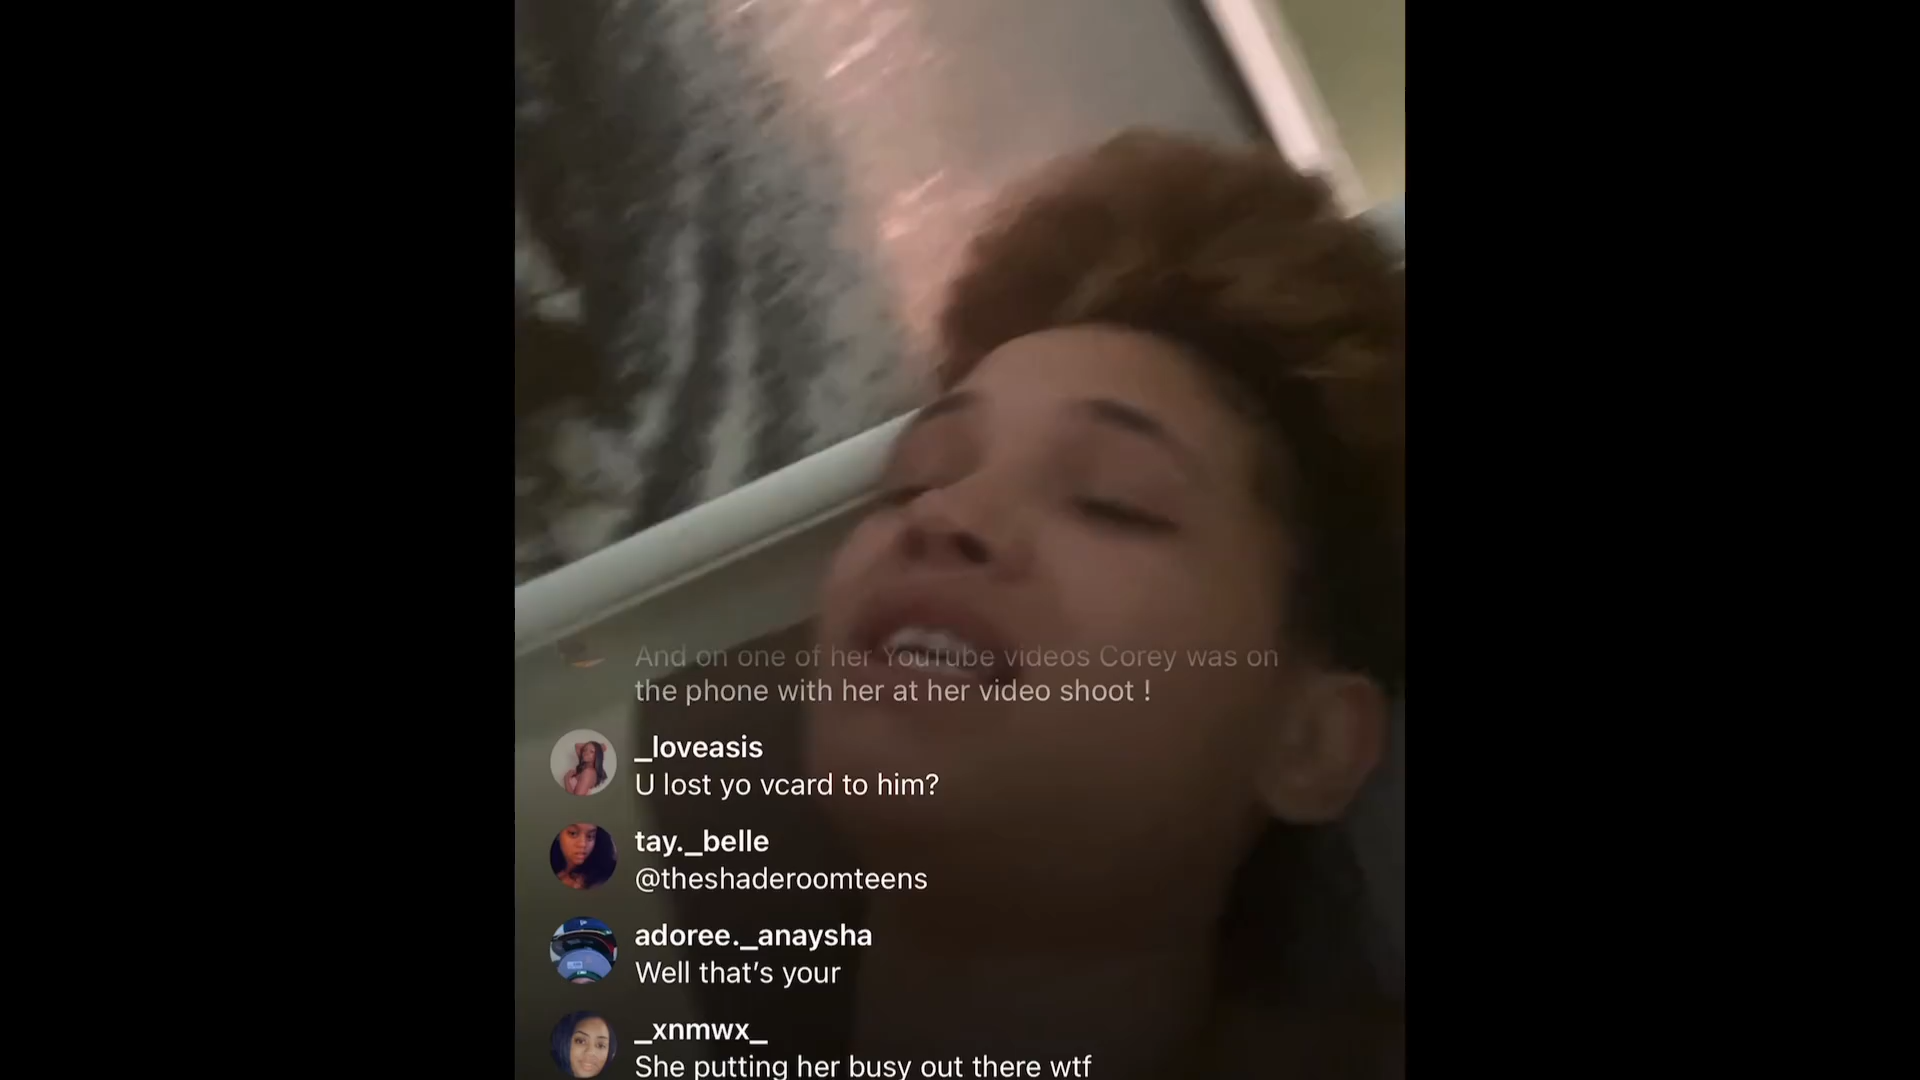 And on one of her YouTube videos Corey was on
the phone with her at her video shoot !
_loveasis
U lost yo vcard to him?
tay._belle
@theshaderoomteens
adoree._anaysha
Well that’s your
_xnmwx_
She putting her busy out there wtf